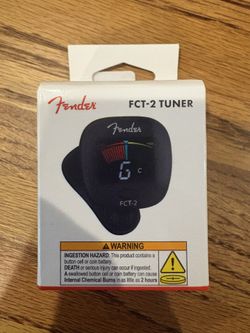 Fender
FCT-2 TUNER
Fender
G
C
FCT-2
WARNING
INGESTION HAZARD: This product contains a
button cell or coin battery.
DEATH or serious injury can occur if ingested.
A swallowed button cell or coin battery can cause
Internal Chemical Burns in as little as 2 hours